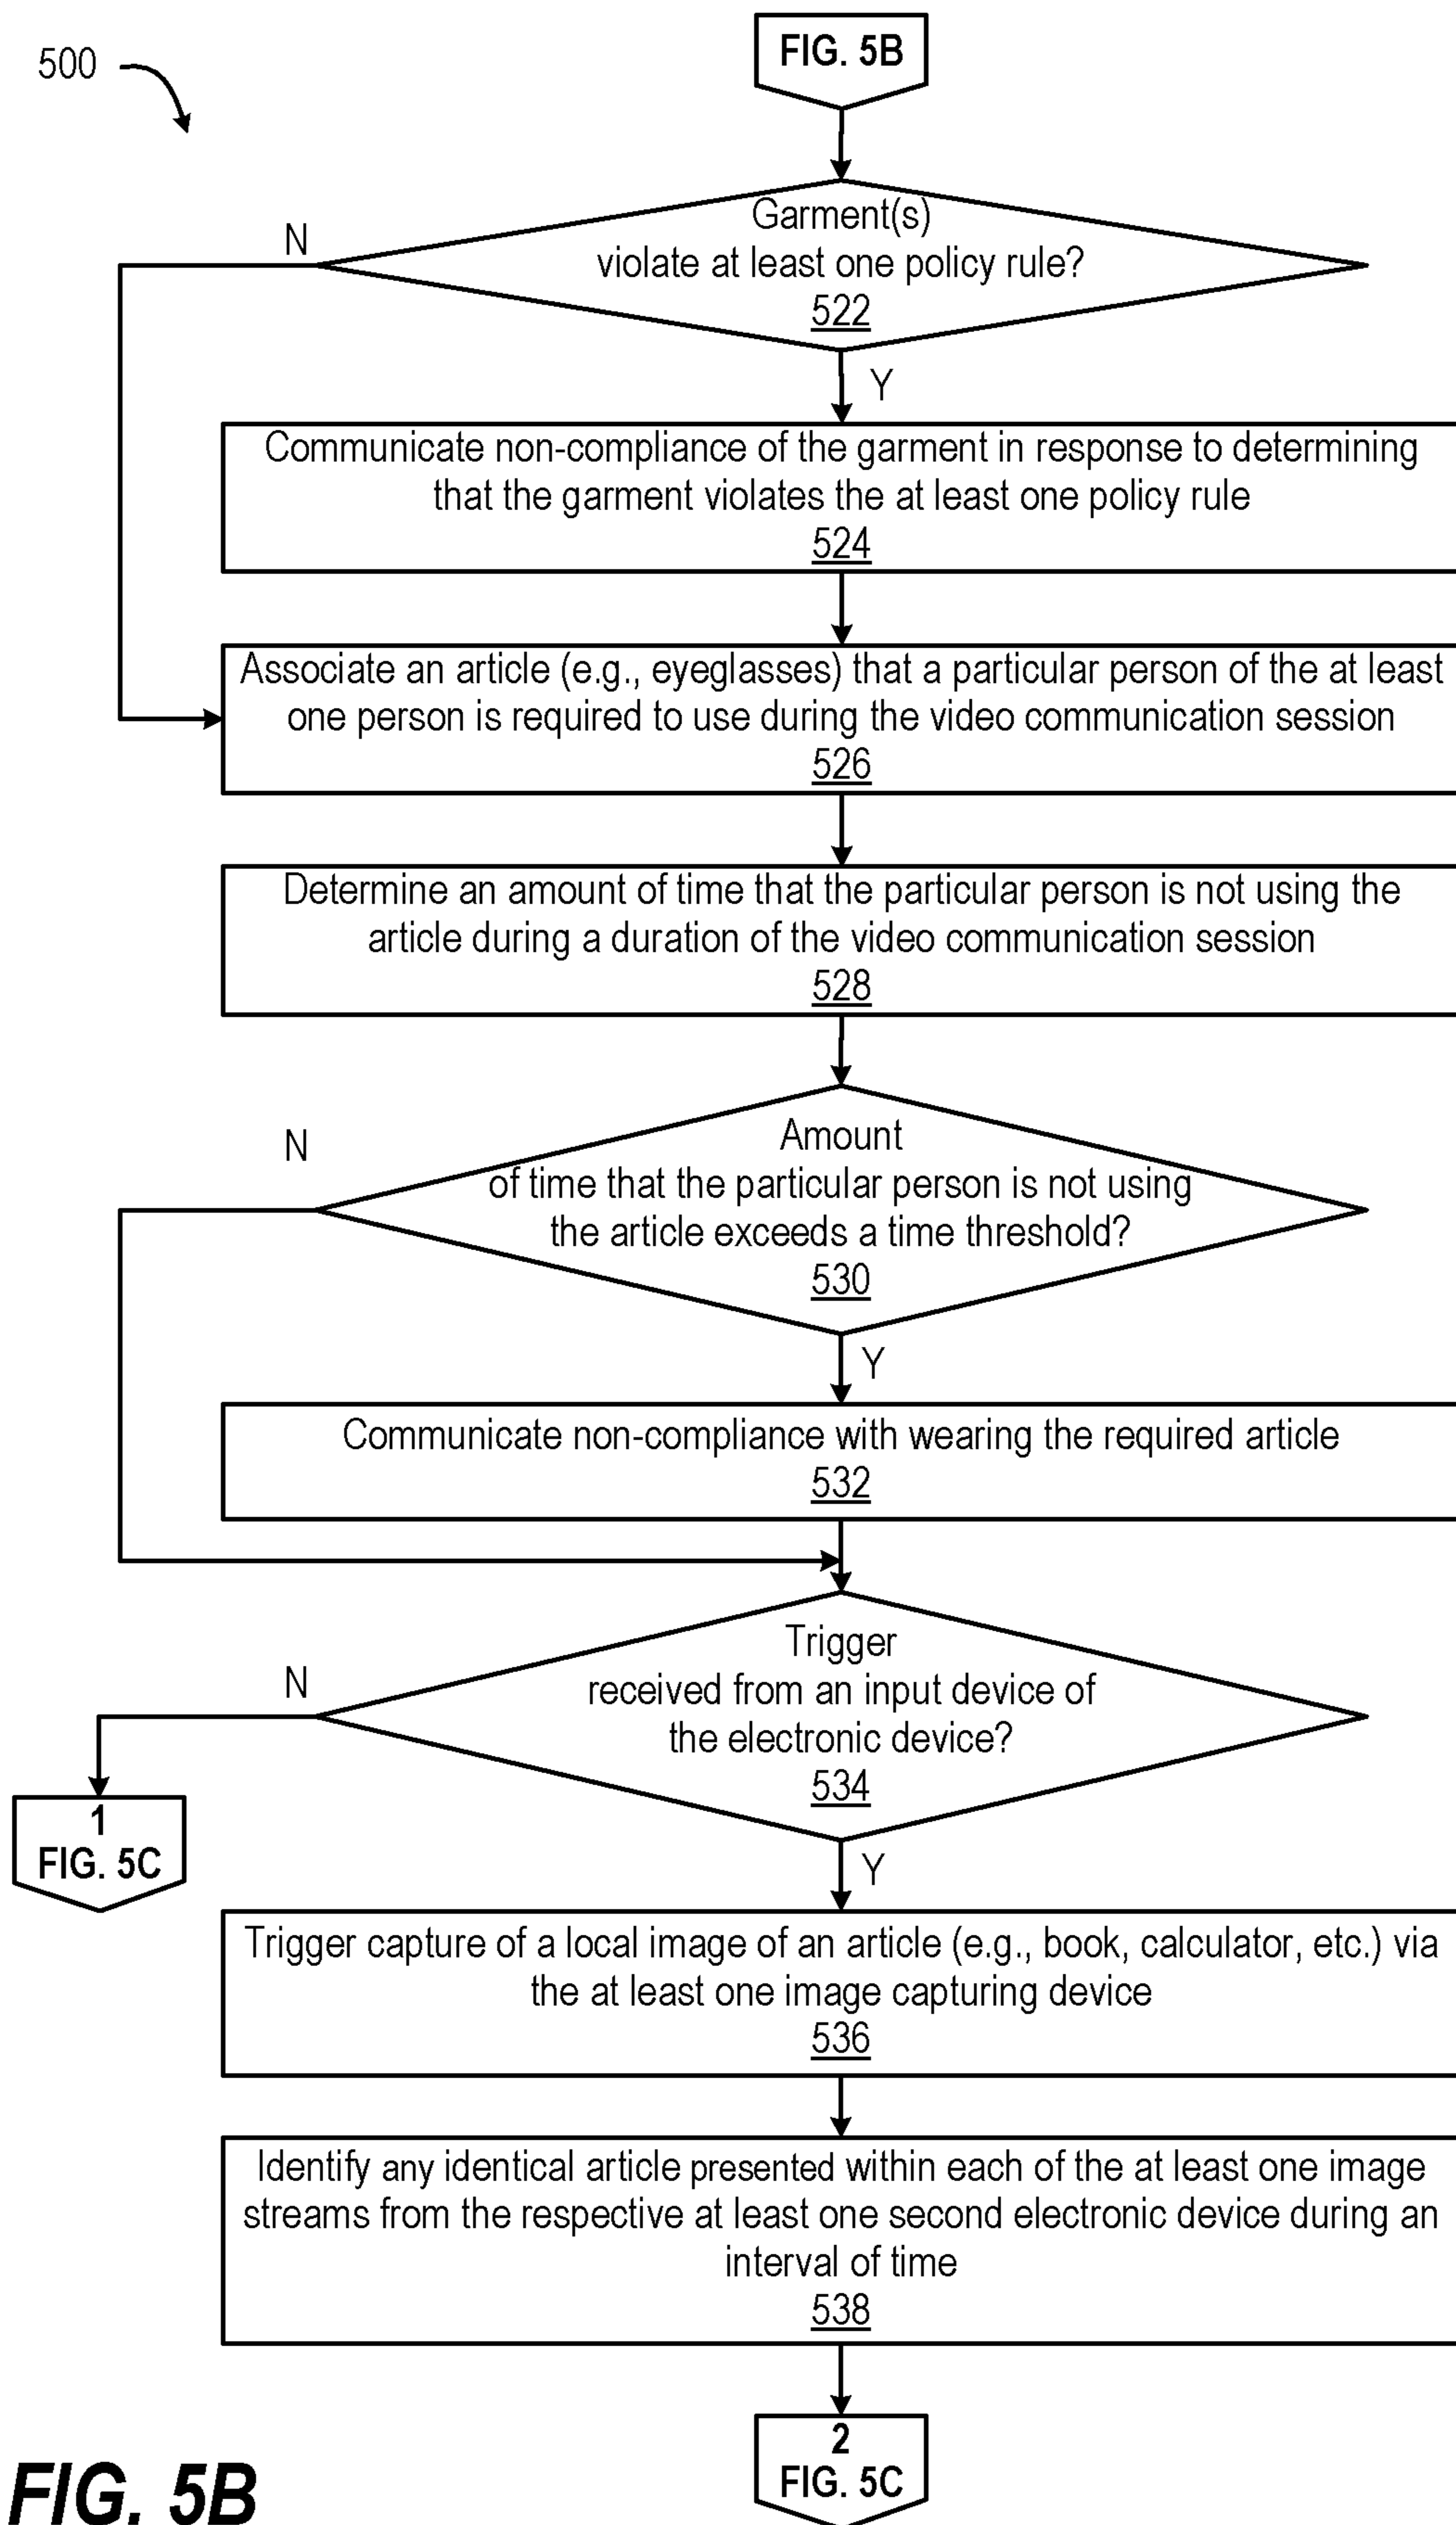 500
FIG. 5B
Garment(s)
violate at least one policy rule?
522
N
Y
Communicate non-compliance of the garment in response to determining
that the garment violates the at least one policy rule
524
Associate an article (e.g., eyeglasses) that a particular person of the at least
one person is required to use during the video communication session
526
Determine an amount of time that the particular person is not using the
article during a duration of the video communication session
528
Amount
of time that the particular person is not using
the article exceeds a time threshold?
530
N
Y
Communicate non-compliance with wearing the required article
532
Trigger
received from an input device of
the electronic device?
534
N
1
FIG. 5C
Y
Trigger capture of a local image of an article (e.g., book, calculator, etc.) via
the at least one image capturing device
536
Identify any identical article presented within each of the at least one image
streams from the respective at least one second electronic device during an
interval of time
538
2
FIG. 5C
FIG. 5B